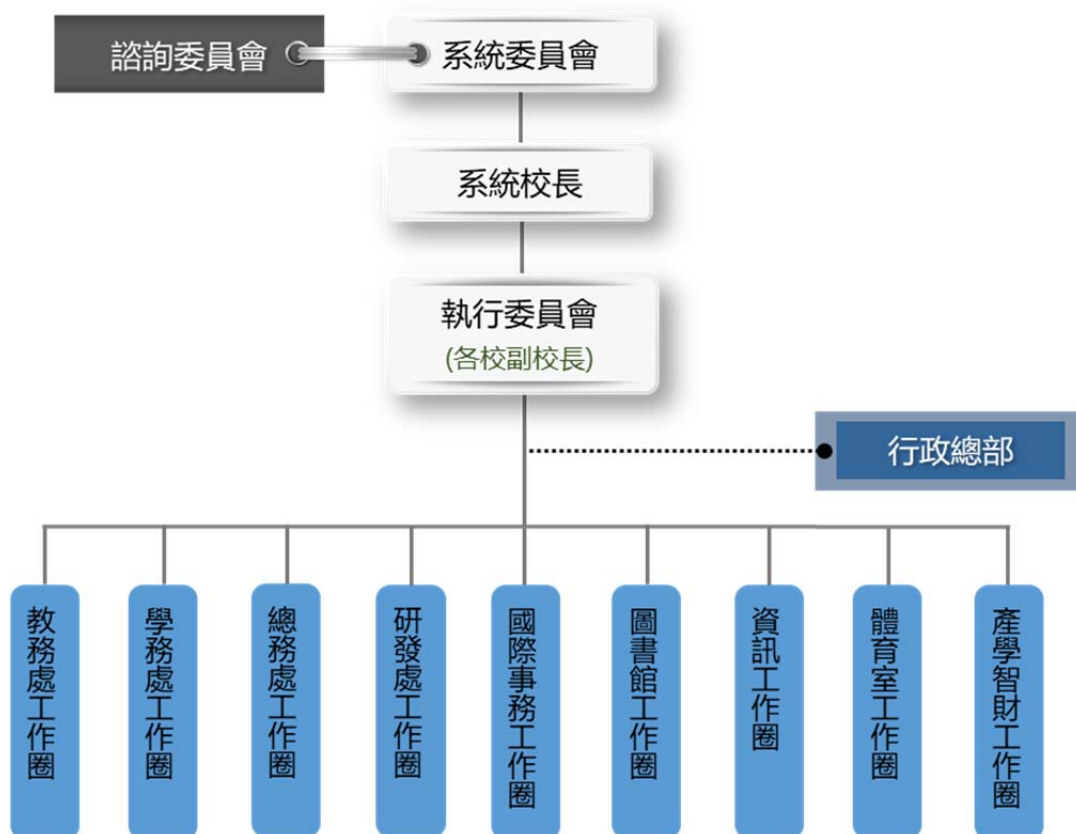 諮詢委員會
系統委員會
系統校長
執行委員會
(各校副校長)
行政總部
教務處工作圈
學務處工作圈
總務處工作圈
研發處工作圈
國際事務工作圈
圖書館工作圈
資訊工作圈
體育室工作圈
產學智財工作圈